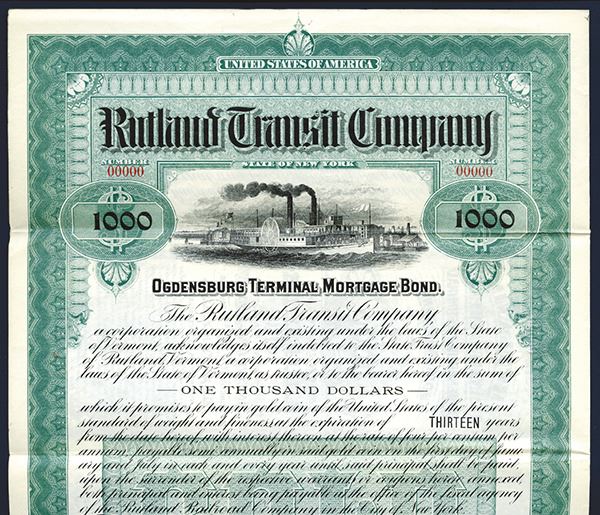 UNITED STATES OF AMERICA
Rutland Transit Company
NUMBER
00000
STATE OF NEW YORK
NUMBER
00000
1000
1000
OGDENSBURG TERMINAL MORTGAGE BOND.
The Rutland Transit Company
a corporation organized and existing under the laws of the State
of Vermont, acknowledges itself indebted to the State Trust Company
of Rutland, Vermont, a corporation organized and existing under the
laws of the State of Vermont, as trustee, or to the bearer hereof, in the sum of
ONE THOUSAND DOLLARS
which it promises to pay in gold coin of the United States of the present
standard of weight and fineness at the expiration of THIRTEEN years
from the date hereof, with interest thereon at the rate of four per annum per
annum, payable semi annually in said gold coin on the first day of Janu
ary and July in each and every year until said principal shall be paid,
upon the surrender of the respective warrants or coupons hereto annexed,
both principal and interest being payable at the office of the fiscal agency
of the Rutland Railroad Company in the city of New York.